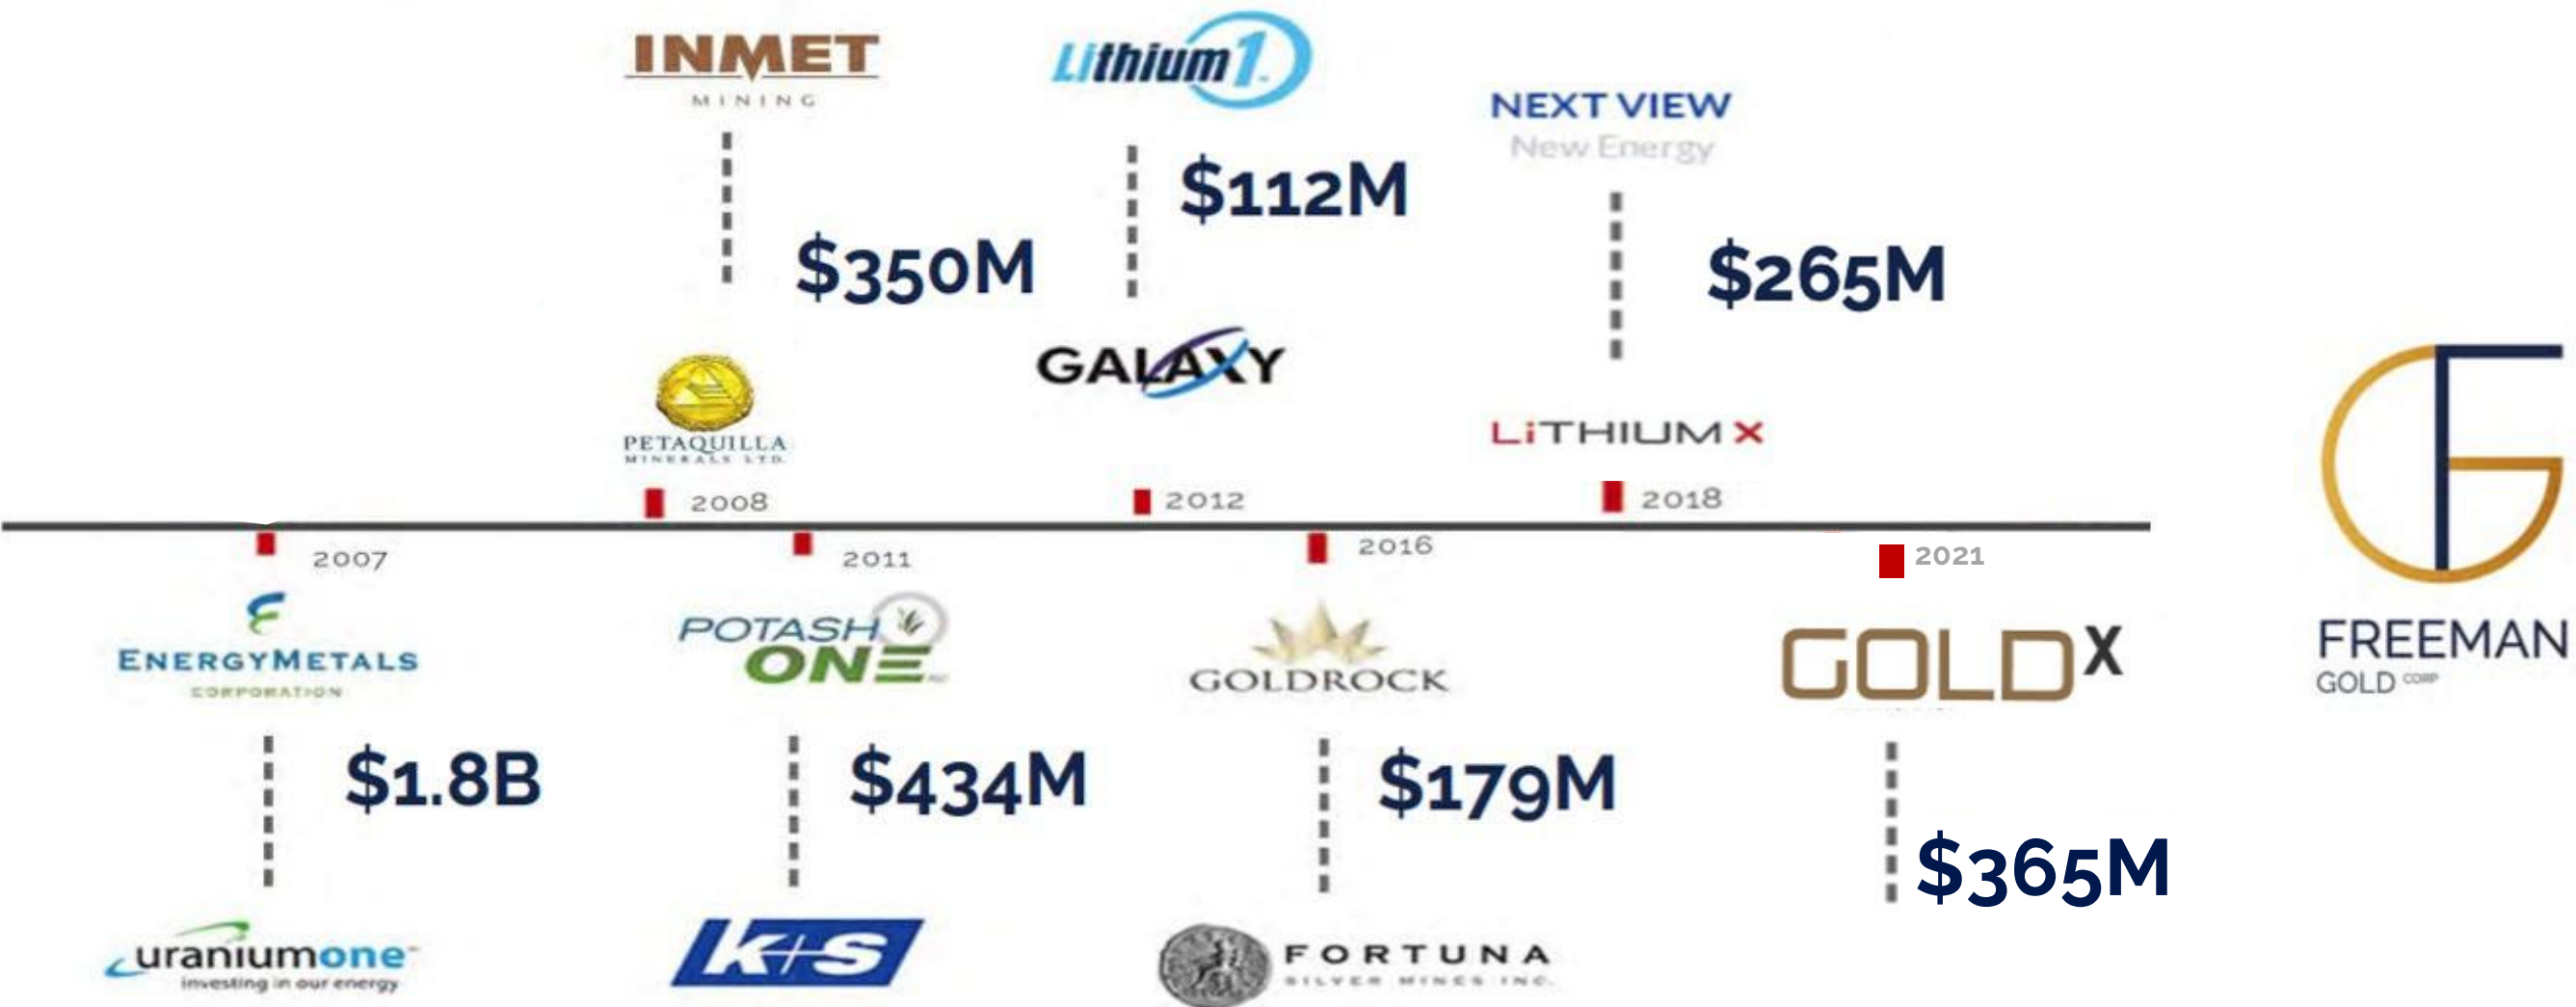 INMET
MINING
Lithium1
NEXT VIEW
New Energy
$112M
$350M
$265M
GALAXY
PETAQUILLA
MINERALS LTD.
LiTHIUM X
2008
2012
2018
2007
2011
2016
2021
ENERGYMETALS
CORPORATION
POTASH
ONE
GOLDROCK
GOLDX
FREEMAN
GOLD CORP
$1.8B
$434M
$179M
$365M
uraniumone
investing in our energy
K+S
FORTUNA
SILVER MINES INC.